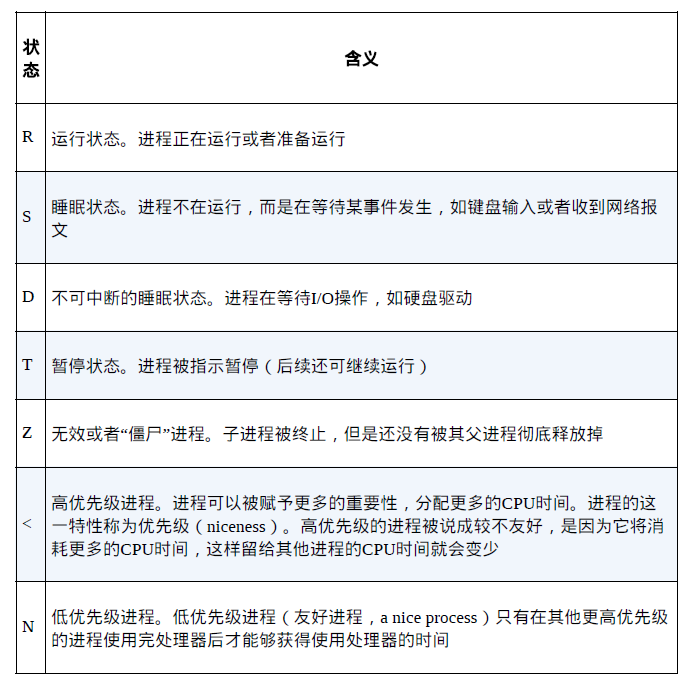 状
态
含义
R
运行状态。进程正在运行或者准备运行
S
睡眠状态。进程不在运行，而是在等待某事件发生，如键盘输入或者收到网络报
文
D
不可中断的睡眠状态。进程在等待I/O操作，如硬盘驱动
T
暂停状态。进程被指示暂停（后续还可继续运行）
Z
无效或者“僵尸”进程。子进程被终止，但是还没有被其父进程彻底释放掉
<
高优先级进程。进程可以被赋予更多的重要性，分配更多的CPU时间。进程的这
一特性称为优先级（niceness）。高优先级的进程被说成较不友好，是因为它将消
耗更多的CPU时间，这样留给其他进程的CPU时间就会变少
N
低优先级进程。低优先级进程（友好进程，a nice process）只有在其他更高优先级
的进程使用完处理器后才能够获得使用处理器的时间